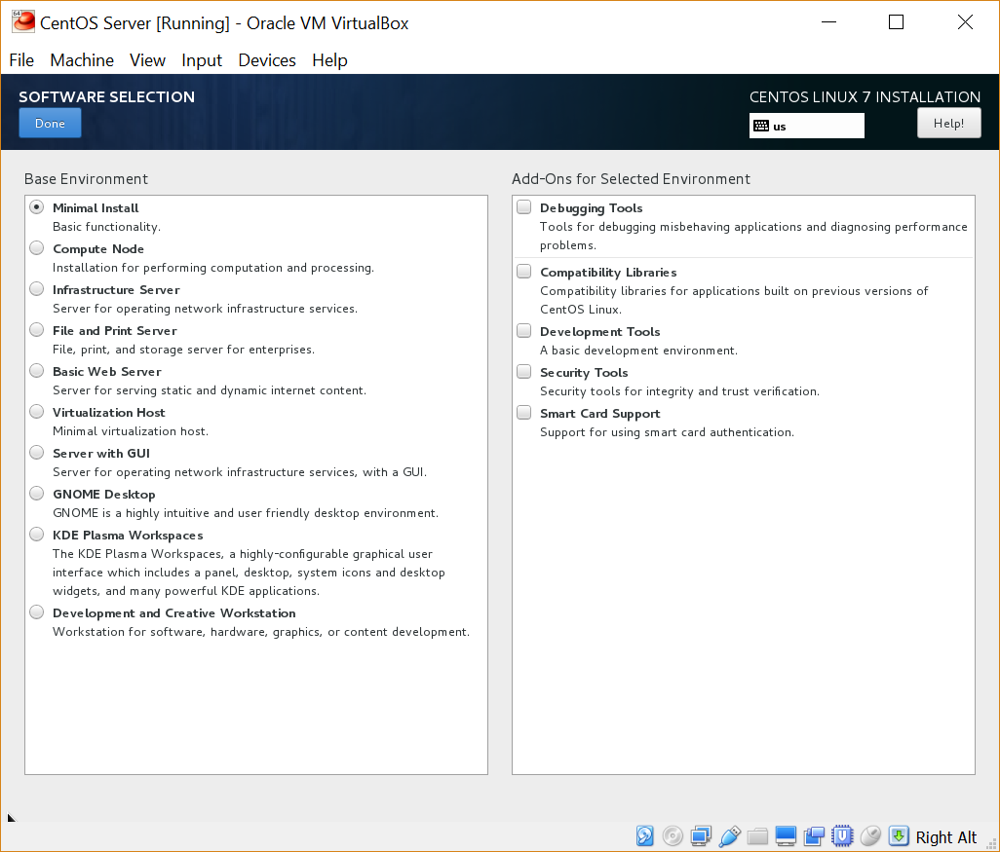 CentOS Server [Running] - Oracle VM VirtualBox
File Machine View Input Devices Help
SOFTWARE SELECTION
Done
CENTOS LINUX 7 INSTALLATION
us
Help!
Base Environment
Minimal Install
Basic functionality.
Compute Node
Installation for performing computation and processing.
Infrastructure Server
Server for operating network infrastructure services.
File and Print Server
File, print, and storage server for enterprises.
Basic Web Server
Server for serving static and dynamic internet content.
Virtualization Host
Minimal virtualization host.
Server with GUI
Server for operating network infrastructure services, with a GUI.
GNOME Desktop
GNOME is a highly intuitive and user friendly desktop environment.
KDE Plasma Workspaces
The KDE Plasma Workspaces, a highly-configurable graphical user
interface which includes a panel, desktop, system icons and desktop
widgets, and many powerful KDE applications.
Development and Creative Workstation
Workstation for software, hardware, graphics, or content development.
Add-Ons for Selected Environment
Debugging Tools
Tools for debugging misbehaving applications and diagnosing performance
problems.
Compatibility Libraries
Compatibility libraries for applications built on previous versions of
CentOS Linux.
Development Tools
A basic development environment.
Security Tools
Security tools for integrity and trust verification.
Smart Card Support
Support for using smart card authentication.
Right Alt